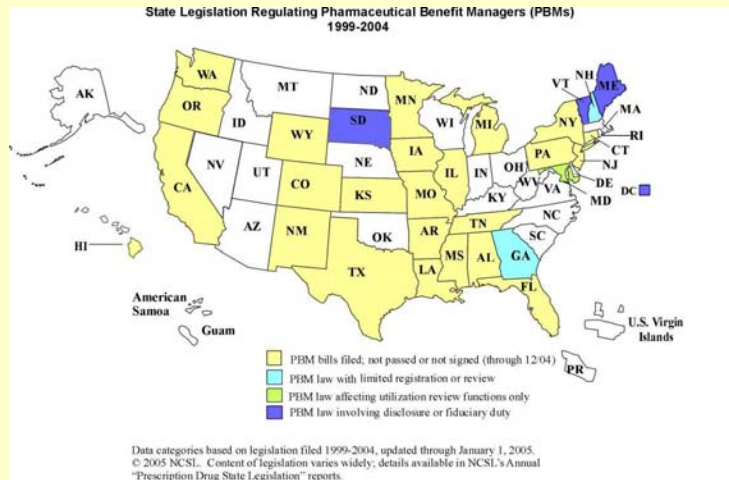 State Legislation Regulating Pharmaceutical Benefit Managers (PBMs)
1999-2004
AK
WA
OR
CA
NV
ID
MT
WY
UT
AZ
CO
NM
ND
SD
NE
KS
OK
TX
MN
IA
MO
AR
LA
WI
IL
MI
IN
OH
KY
TN
MS
AL
GA
FL
SC
NC
VA
WV
PA
NY
VT
NH
ME
MA
RI
CT
NJ
DE
MD
DC
HI
American
Samoa
Guam
U.S. Virgin
Islands
PR
PBM bills filed; not passed or not signed (through 12/04)
PBM law with limited registration or review
PBM law affecting utilization review functions only
PBM law involving disclosure or fiduciary duty
Data categories based on legislation filed 1999-2004, updated through January 1, 2005.
© 2005 NCSL. Content of legislation varies widely; details available in NCSL's Annual
"Prescription Drug State Legislation" reports.